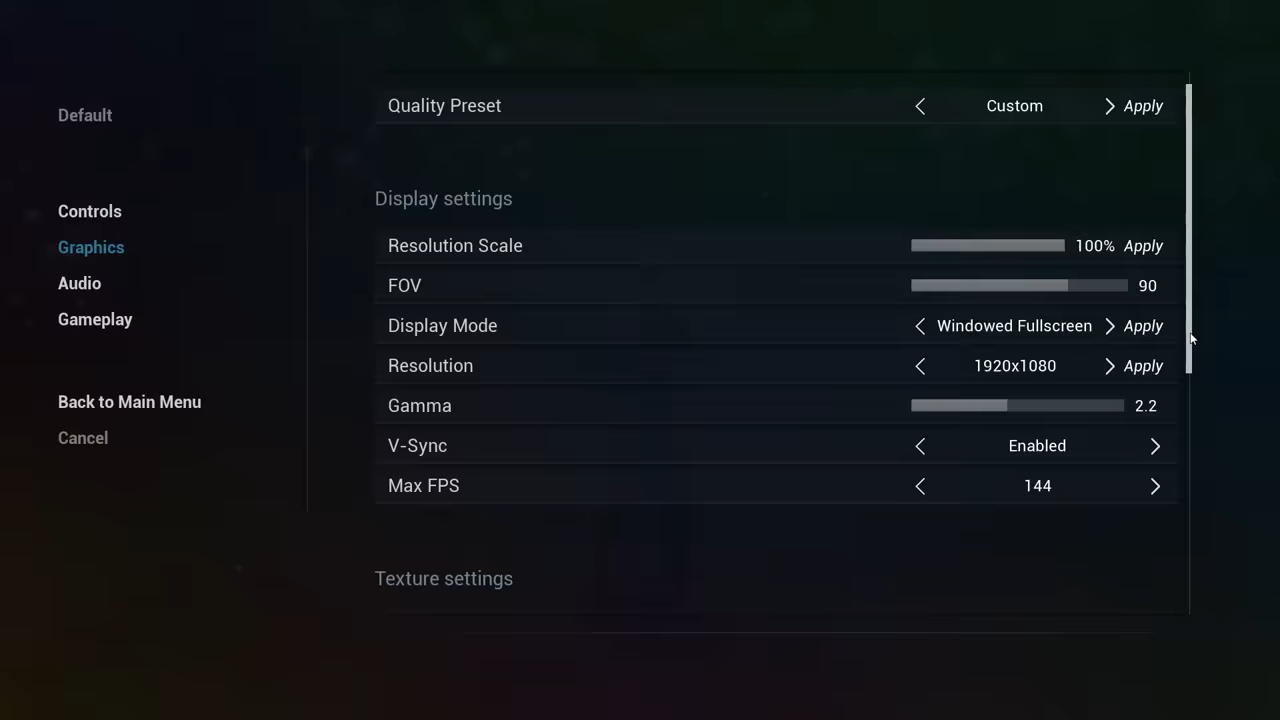 Default
Controls
Graphics
Audio
Gameplay
Back to Main Menu
Cancel
Quality Preset Custom Apply
Display settings
Resolution Scale 100% Apply
FOV 90
Display Mode Windowed Fullscreen Apply
Resolution 1920x1080 Apply
Gamma 2.2
V-Sync Enabled
Max FPS 144
Texture settings